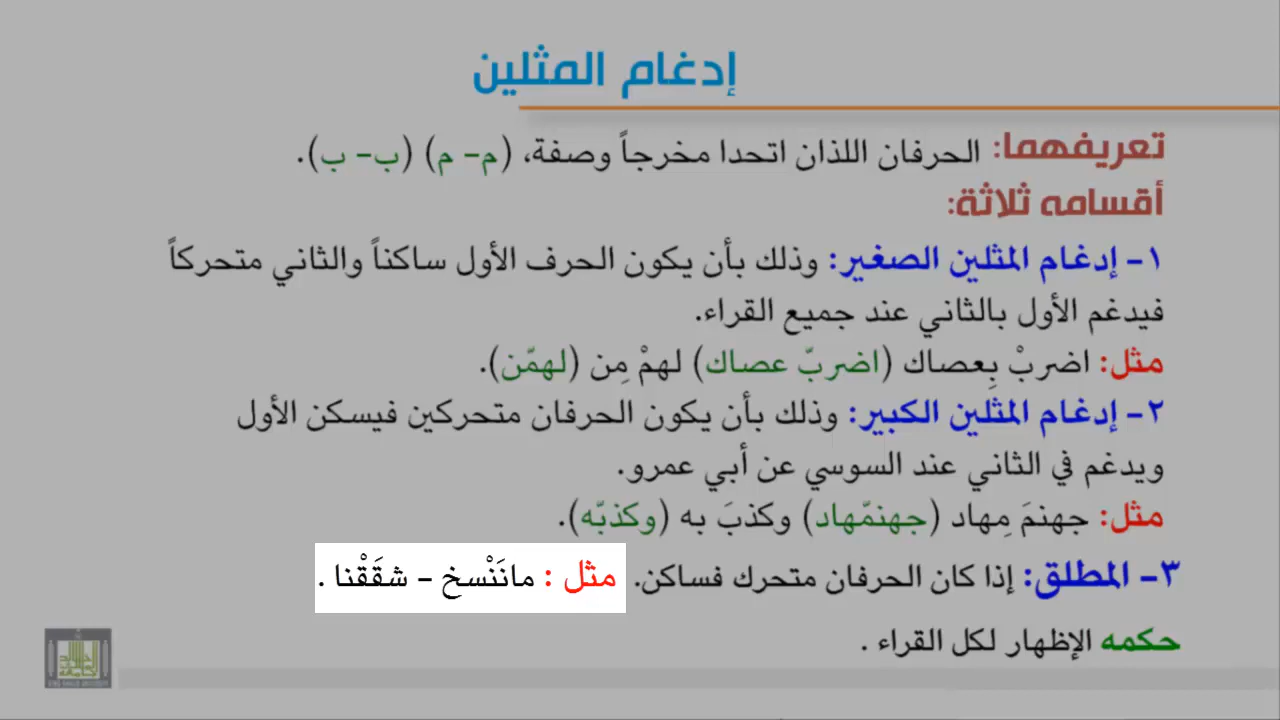 إدغام المثلين
تعريفهما: الحرفان اللذان اتحدا مخرجاً وصفة، (م- م) (ب- ب).
أقسامه ثلاثة:
١- إدغام المثلين الصغير: وذلك بأن يكون الحرف الأول ساكناً والثاني متحركاً
فيدغم الأول بالثاني عند جميع القراء.
مثل: اضربْ بِعصاك (اضربّ عصاك) لهمْ مِن (لهمّن).
٢- إدغام المثلين الكبير: وذلك بأن يكون الحرفان متحركين فيسكن الأول
ويدغم في الثاني عند السوسي عن أبي عمرو.
مثل: جهنمَ مِهاد (جهنمّهاد) وكذبَ به (وكذبّه).
٣- المطلق: إذا كان الحرفان متحرك فساكن. مثل : ماتَنْسخ – شقَقْنا .
حكمه الإظهار لكل القراء .